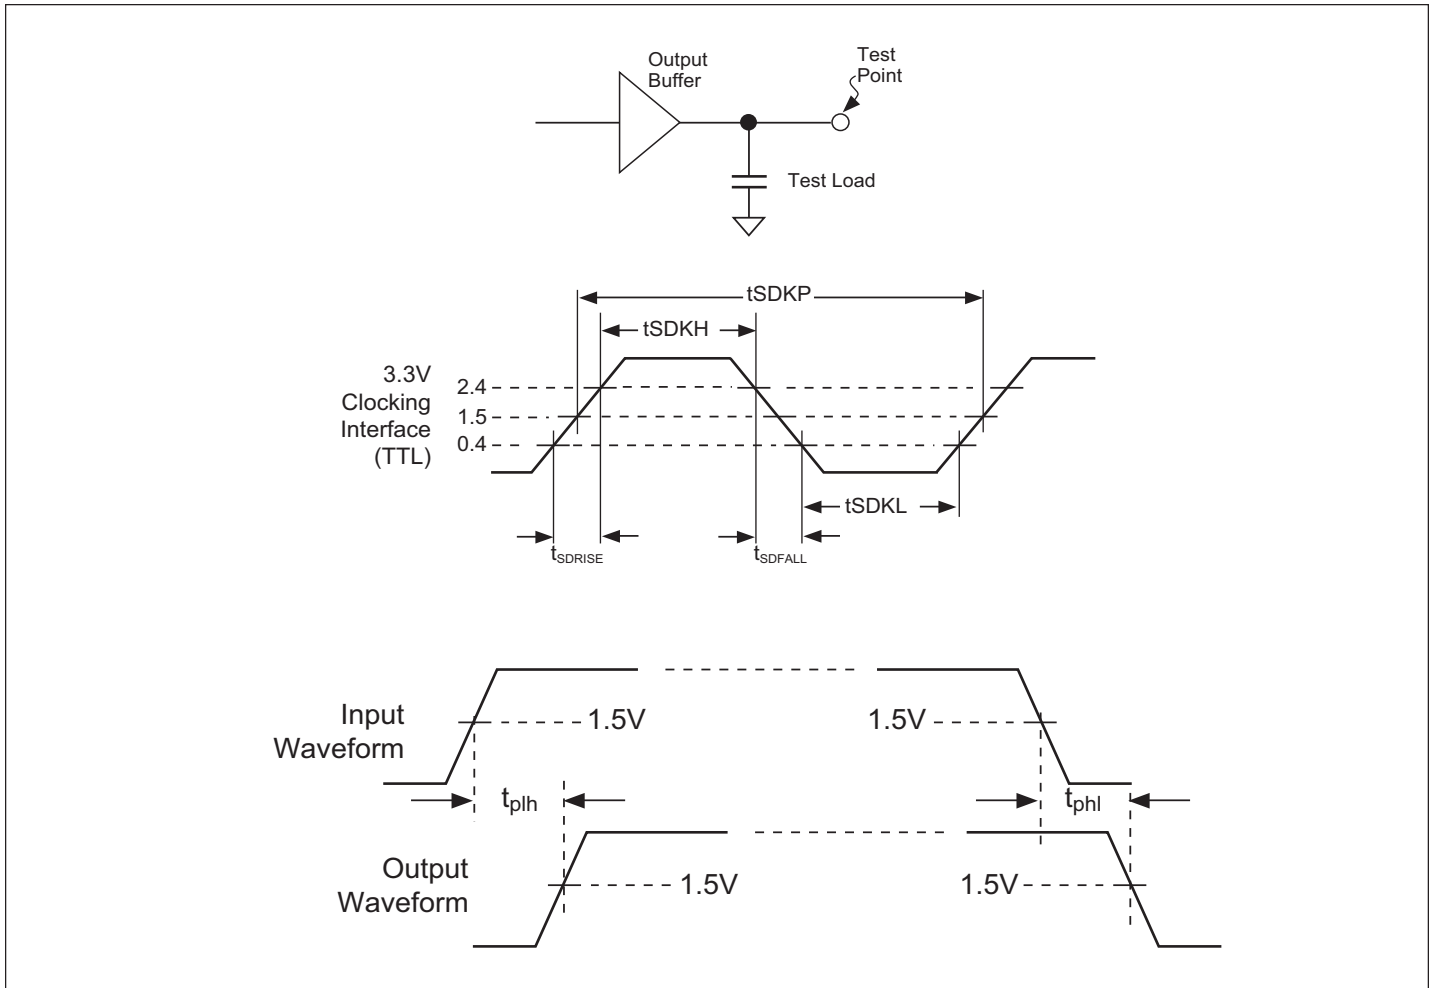 Output
Buffer
Test
Point
Test Load
tSDKP
tSDKH
3.3V
Clocking
Interface
(TTL)
2.4
1.5
0.4
tSDKL
tSDRISE
tSDFALL
Input
Waveform
1.5V
1.5V
tplh
tphl
Output
Waveform
1.5V
1.5V